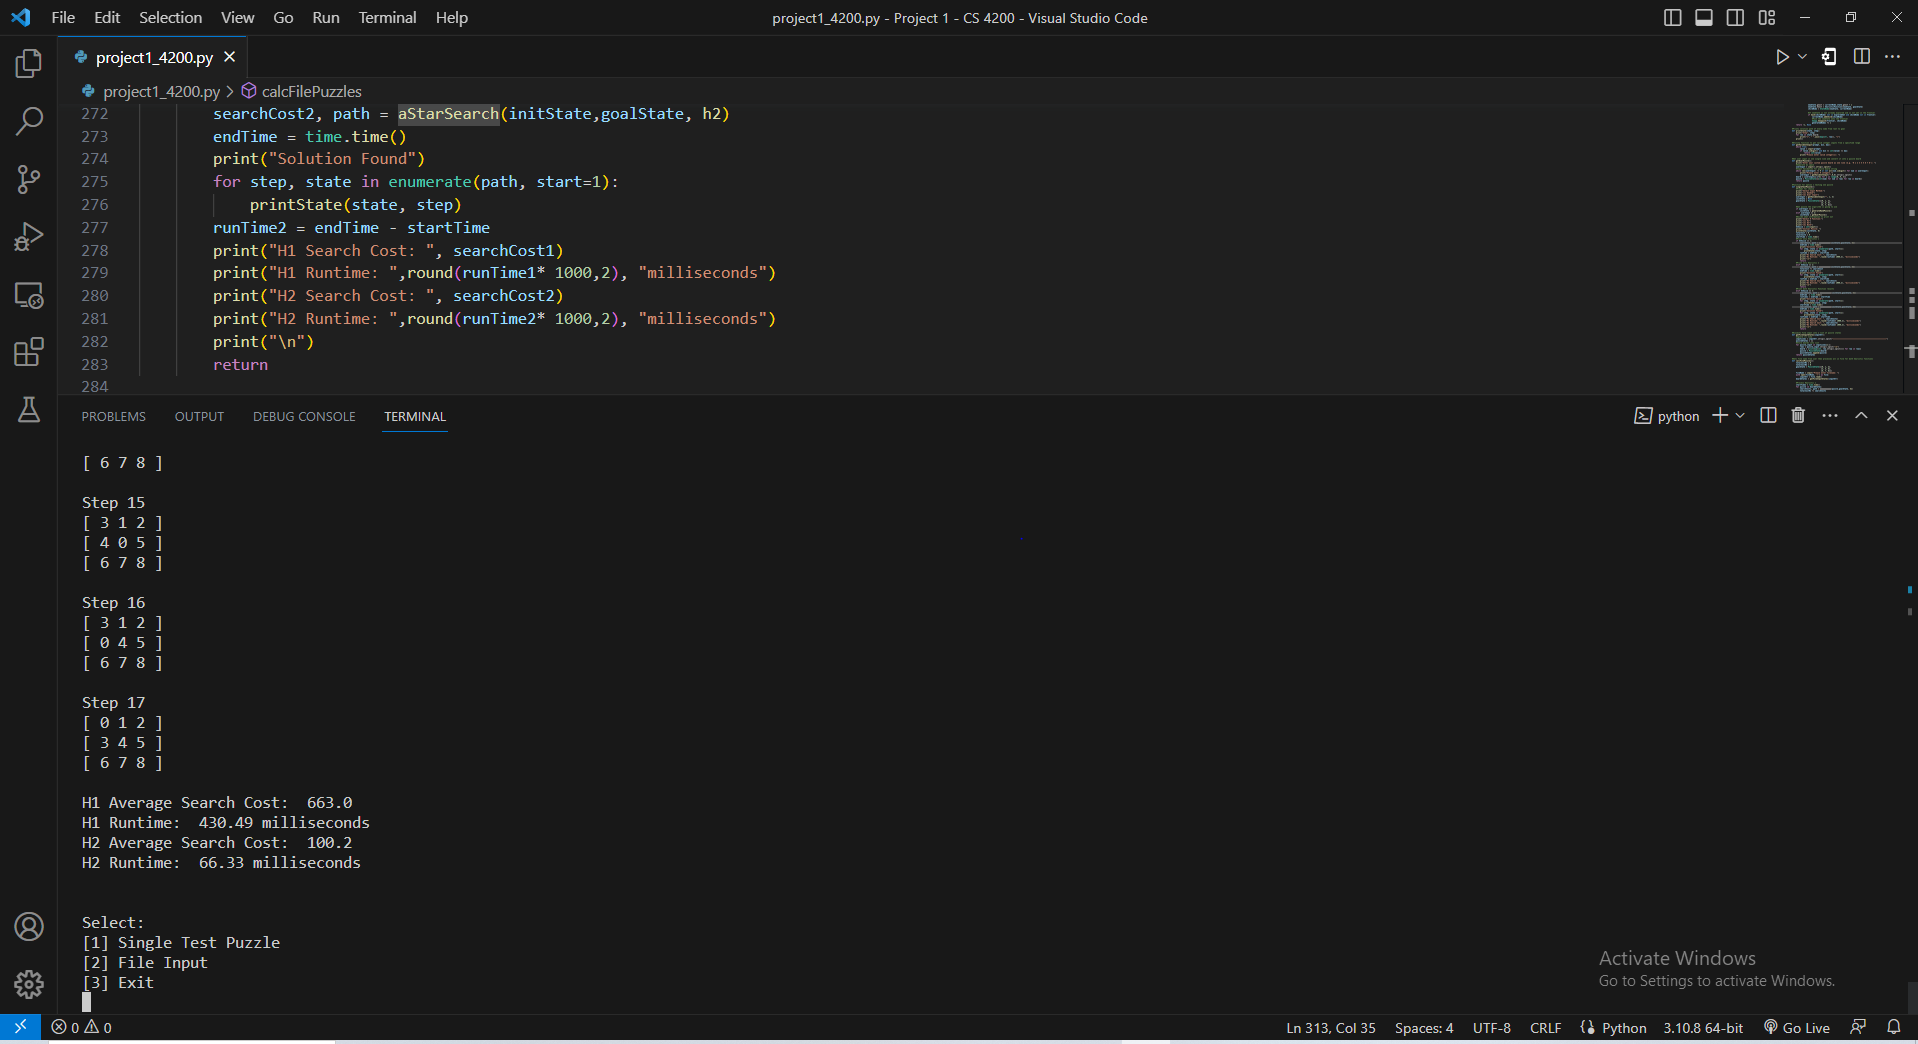 File Edit Selection View Go Run Terminal Help
project1_4200.py - Project 1 - CS 4200 - Visual Studio Code
project1_4200.py
project1_4200.py > calcFilePuzzles
272 searchCost2, path = aStarSearch(initState,goalState, h2)
273 endTime = time.time()
274 print("Solution Found")
275 for step, state in enumerate(path, start=1):
276 printState(state, step)
277 runTime2 = endTime - startTime
278 print("H1 Search Cost: ", searchCost1)
279 print("H1 Runtime: ",round(runTime1* 1000,2), "milliseconds")
280 print("H2 Search Cost: ", searchCost2)
281 print("H2 Runtime: ",round(runTime2* 1000,2), "milliseconds")
282 print("\n")
283 return
284
PROBLEMS OUTPUT DEBUG CONSOLE TERMINAL
python
[ 6 7 8 ]
Step 15
[ 3 1 2 ]
[ 4 0 5 ]
[ 6 7 8 ]
Step 16
[ 3 1 2 ]
[ 0 4 5 ]
[ 6 7 8 ]
Step 17
[ 0 1 2 ]
[ 3 4 5 ]
[ 6 7 8 ]
H1 Average Search Cost:  663.0
H1 Runtime:  430.49 milliseconds
H2 Average Search Cost:  100.2
H2 Runtime:  66.33 milliseconds
Select:
[1] Single Test Puzzle
[2] File Input
[3] Exit
Activate Windows
Go to Settings to activate Windows.
0 0
Ln 313, Col 35 Spaces: 4 UTF-8 CRLF Python 3.10.8 64-bit Go Live